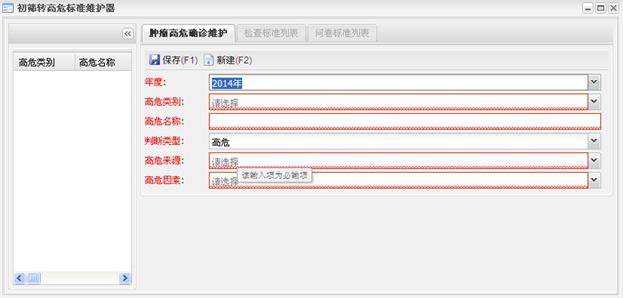 初筛转高危标准维护器
高危类别 高危名称
肿瘤高危确诊维护 检查标准列表 问卷标准列表
保存(F1) 新建(F2)
年度: 2014年
高危类别: 请选择
高危名称:
判断类型: 高危
高危来源: 请选择
该输入项为必输项
高危因素: 请选择